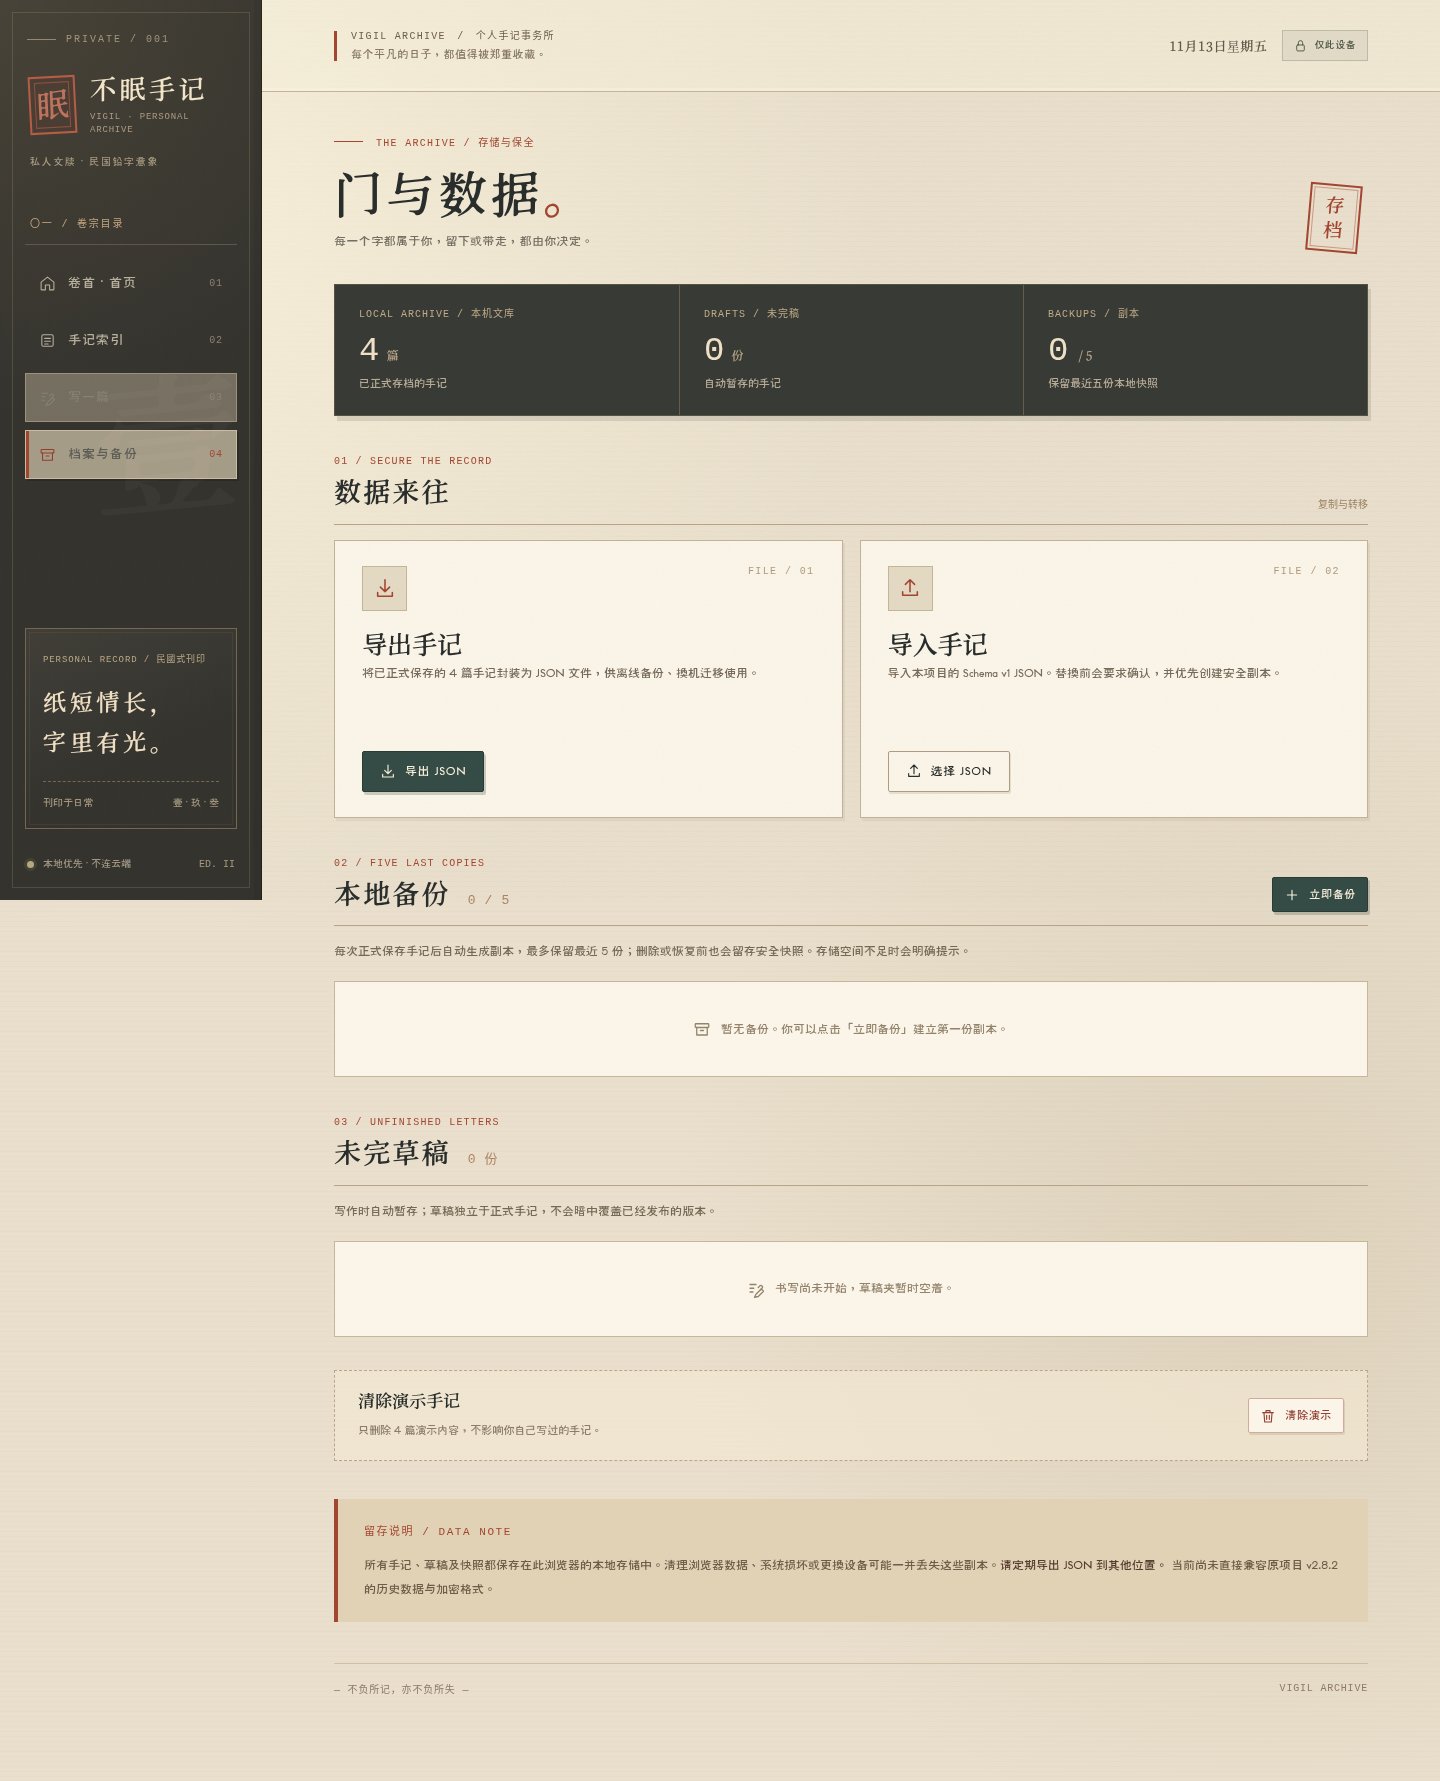 PRIVATE / 001
眠
不眠手记
VIGIL · PERSONAL
ARCHIVE
私人文牍 · 民国铅字意象
〇一 / 卷宗目录
卷首 · 首页 01
手记索引 02
写一篇 03
档案与备份 04
壹
PERSONAL RECORD / 民國式刊印
纸短情长，
字里有光。
刊印于日常 壹 · 玖 · 叁
本地优先 · 不连云端 ED. II
VIGIL ARCHIVE / 个人手记事务所
每个平凡的日子，都值得被郑重收藏。
11月13日星期五
仅此设备
THE ARCHIVE / 存储与保全
门与数据。
每一个字都属于你，留下或带走，都由你决定。
存
档
LOCAL ARCHIVE / 本机文库
4 篇
已正式存档的手记
DRAFTS / 未完稿
0 份
自动暂存的手记
BACKUPS / 副本
0 / 5
保留最近五份本地快照
01 / SECURE THE RECORD
数据来往
复制与转移
FILE / 01
导出手记
将已正式保存的 4 篇手记封装为 JSON 文件，供离线备份、换机迁移使用。
导出 JSON
FILE / 02
导入手记
导入本项目的 Schema v1 JSON。替换前会要求确认，并优先创建安全副本。
选择 JSON
02 / FIVE LAST COPIES
本地备份 0 / 5
立即备份
每次正式保存手记后自动生成副本，最多保留最近 5 份；删除或恢复前也会留存安全快照。存储空间不足时会明确提示。
暂无备份。你可以点击「立即备份」建立第一份副本。
03 / UNFINISHED LETTERS
未完草稿 0 份
写作时自动暂存；草稿独立于正式手记，不会暗中覆盖已经发布的版本。
书写尚未开始，草稿夹暂时空着。
清除演示手记
只删除 4 篇演示内容，不影响你自己写过的手记。
清除演示
留存说明 / DATA NOTE
所有手记、草稿及快照都保存在此浏览器的本地存储中。清理浏览器数据、系统损坏或更换设备可能一并丢失这些副本。请定期导出 JSON 到其他位置。 当前尚未直接兼容原项目 v2.8.2
的历史数据与加密格式。
— 不负所记，亦不负所失 —
VIGIL ARCHIVE